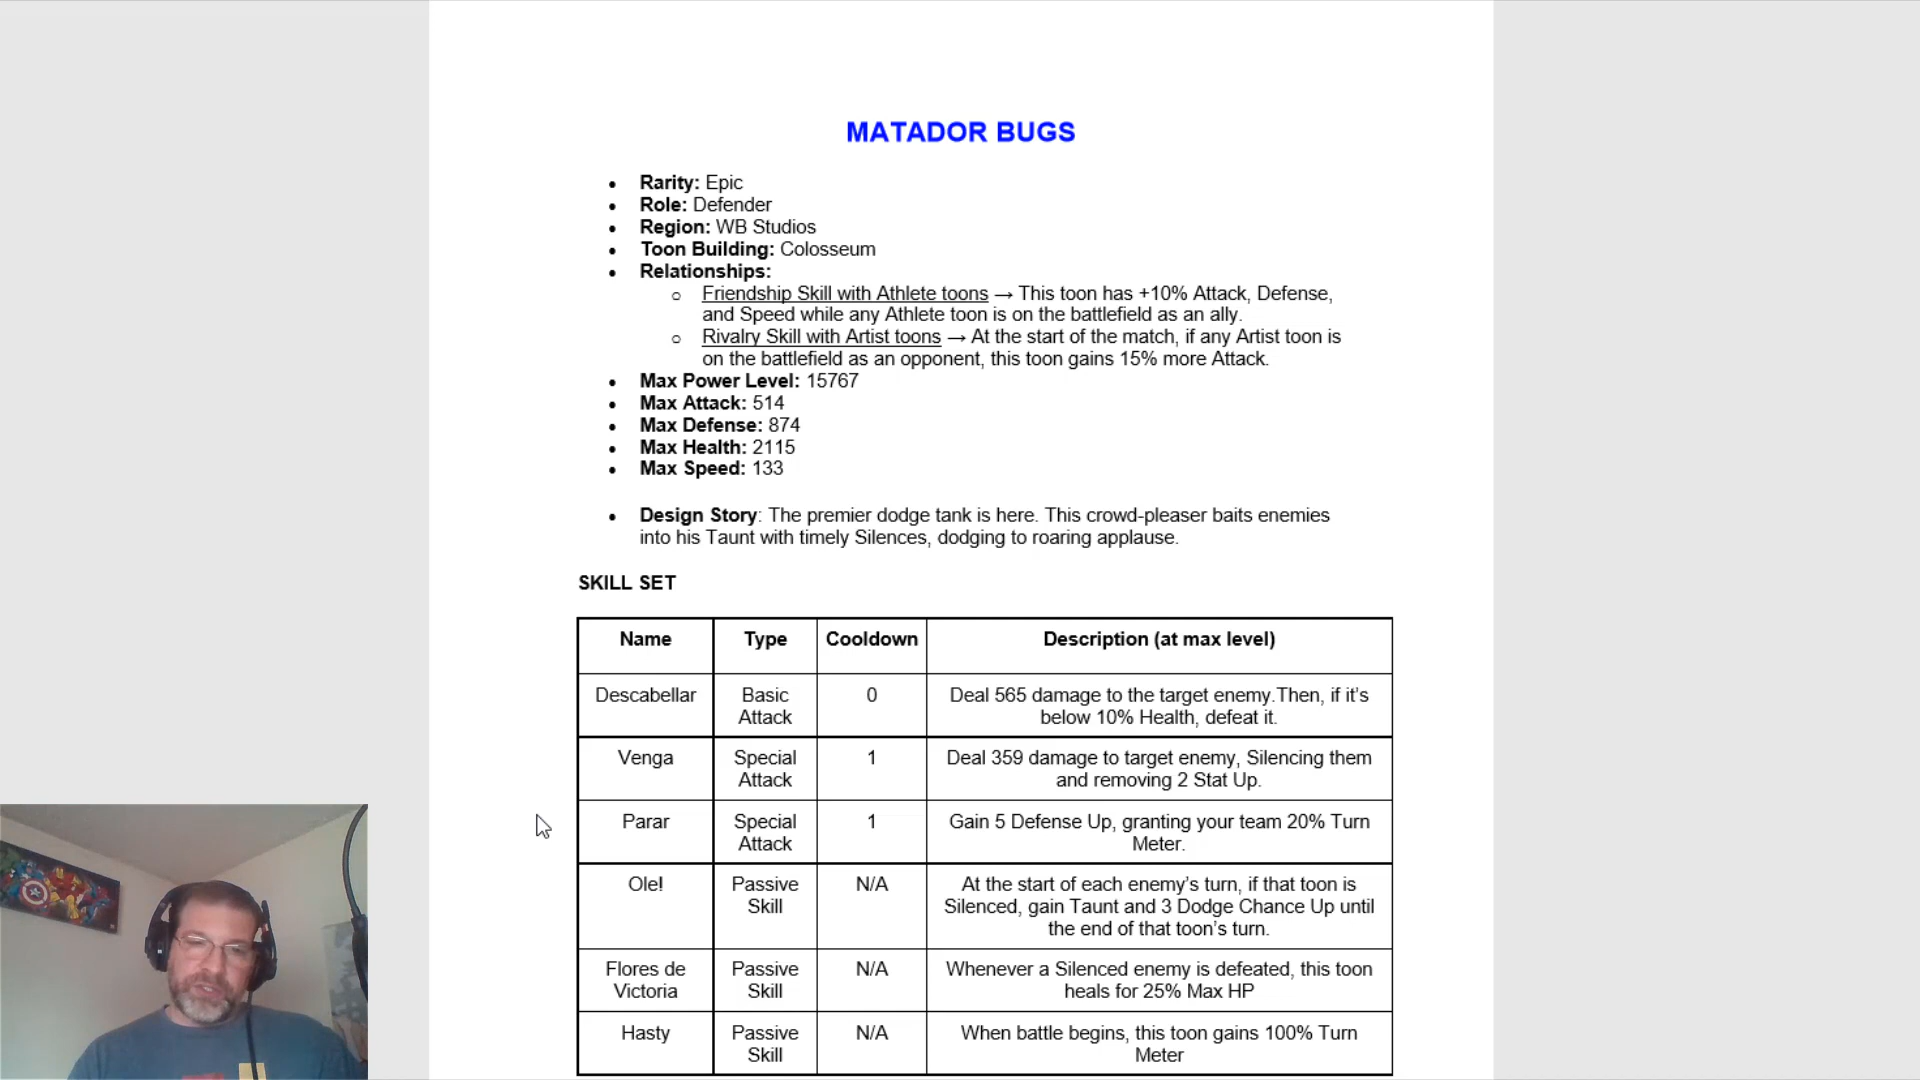 MATADOR BUGS
• Rarity: Epic
• Role: Defender
• Region: WB Studios
• Toon Building: Colosseum
• Relationships:
o Friendship Skill with Athlete toons → This toon has +10% Attack, Defense,
and Speed while any Athlete toon is on the battlefield as an ally.
o Rivalry Skill with Artist toons → At the start of the match, if any Artist toon is
on the battlefield as an opponent, this toon gains 15% more Attack.
• Max Power Level: 15767
• Max Attack: 514
• Max Defense: 874
• Max Health: 2115
• Max Speed: 133
• Design Story: The premier dodge tank is here. This crowd-pleaser baits enemies
into his Taunt with timely Silences, dodging to roaring applause.
SKILL SET
Name Type Cooldown Description (at max level)
Descabellar Basic 0 Deal 565 damage to the target enemy.Then, if it's
Attack below 10% Health, defeat it.
Venga Special 1 Deal 359 damage to target enemy, Silencing them
Attack and removing 2 Stat Up.
Parar Special 1 Gain 5 Defense Up, granting your team 20% Turn
Attack Meter.
Ole! Passive N/A At the start of each enemy's turn, if that toon is
Skill Silenced, gain Taunt and 3 Dodge Chance Up until
the end of that toon's turn.
Flores de Passive N/A Whenever a Silenced enemy is defeated, this toon
Victoria Skill heals for 25% Max HP
Hasty Passive N/A When battle begins, this toon gains 100% Turn
Skill Meter